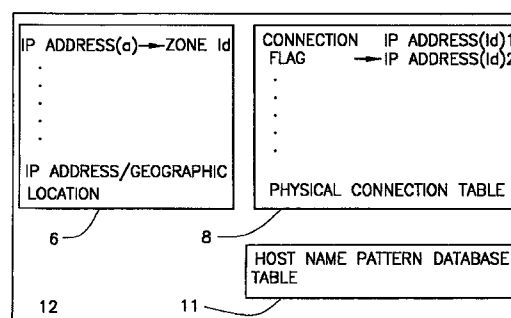 IP ADDRESS(a)→ZONE Id
IP ADDRESS/GEOGRAPHIC
LOCATION
CONNECTION IP ADDRESS(Id)1
FLAG → IP ADDRESS(Id)2
PHYSICAL CONNECTION TABLE
6
8
HOST NAME PATTERN DATABASE
TABLE
12
11